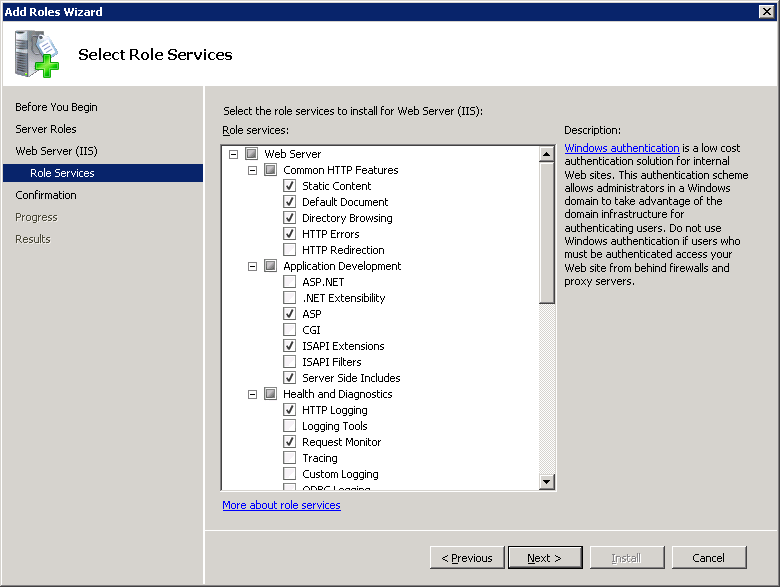 Add Roles Wizard
Select Role Services
Before You Begin
Server Roles
Web Server (IIS)
Role Services
Confirmation
Progress
Results
Select the role services to install for Web Server (IIS):
Role services:
Web Server
Common HTTP Features
Static Content
Default Document
Directory Browsing
HTTP Errors
HTTP Redirection
Application Development
ASP.NET
.NET Extensibility
ASP
CGI
ISAPI Extensions
ISAPI Filters
Server Side Includes
Health and Diagnostics
HTTP Logging
Logging Tools
Request Monitor
Tracing
Custom Logging
ODBC Logging
More about role services
Description:
Windows authentication is a low cost
authentication solution for internal
Web sites. This authentication scheme
allows administrators in a Windows
domain to take advantage of the
domain infrastructure for
authenticating users. Do not use
Windows authentication if users who
must be authenticated access your
Web site from behind firewalls and
proxy servers.
< Previous
Next >
Install
Cancel